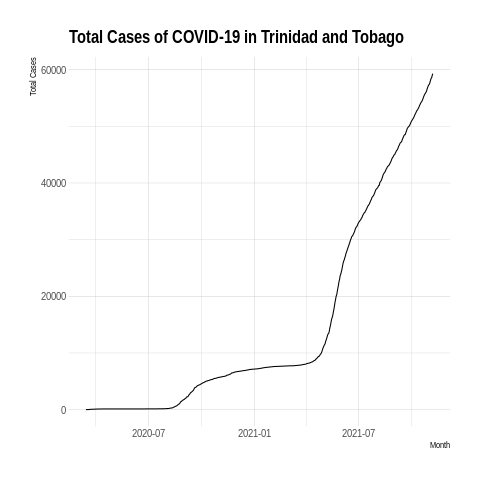 Total Cases of COVID-19 in Trinidad and Tobago
Total Cases
60000
40000
20000
0
2020-07
2021-01
2021-07
Month